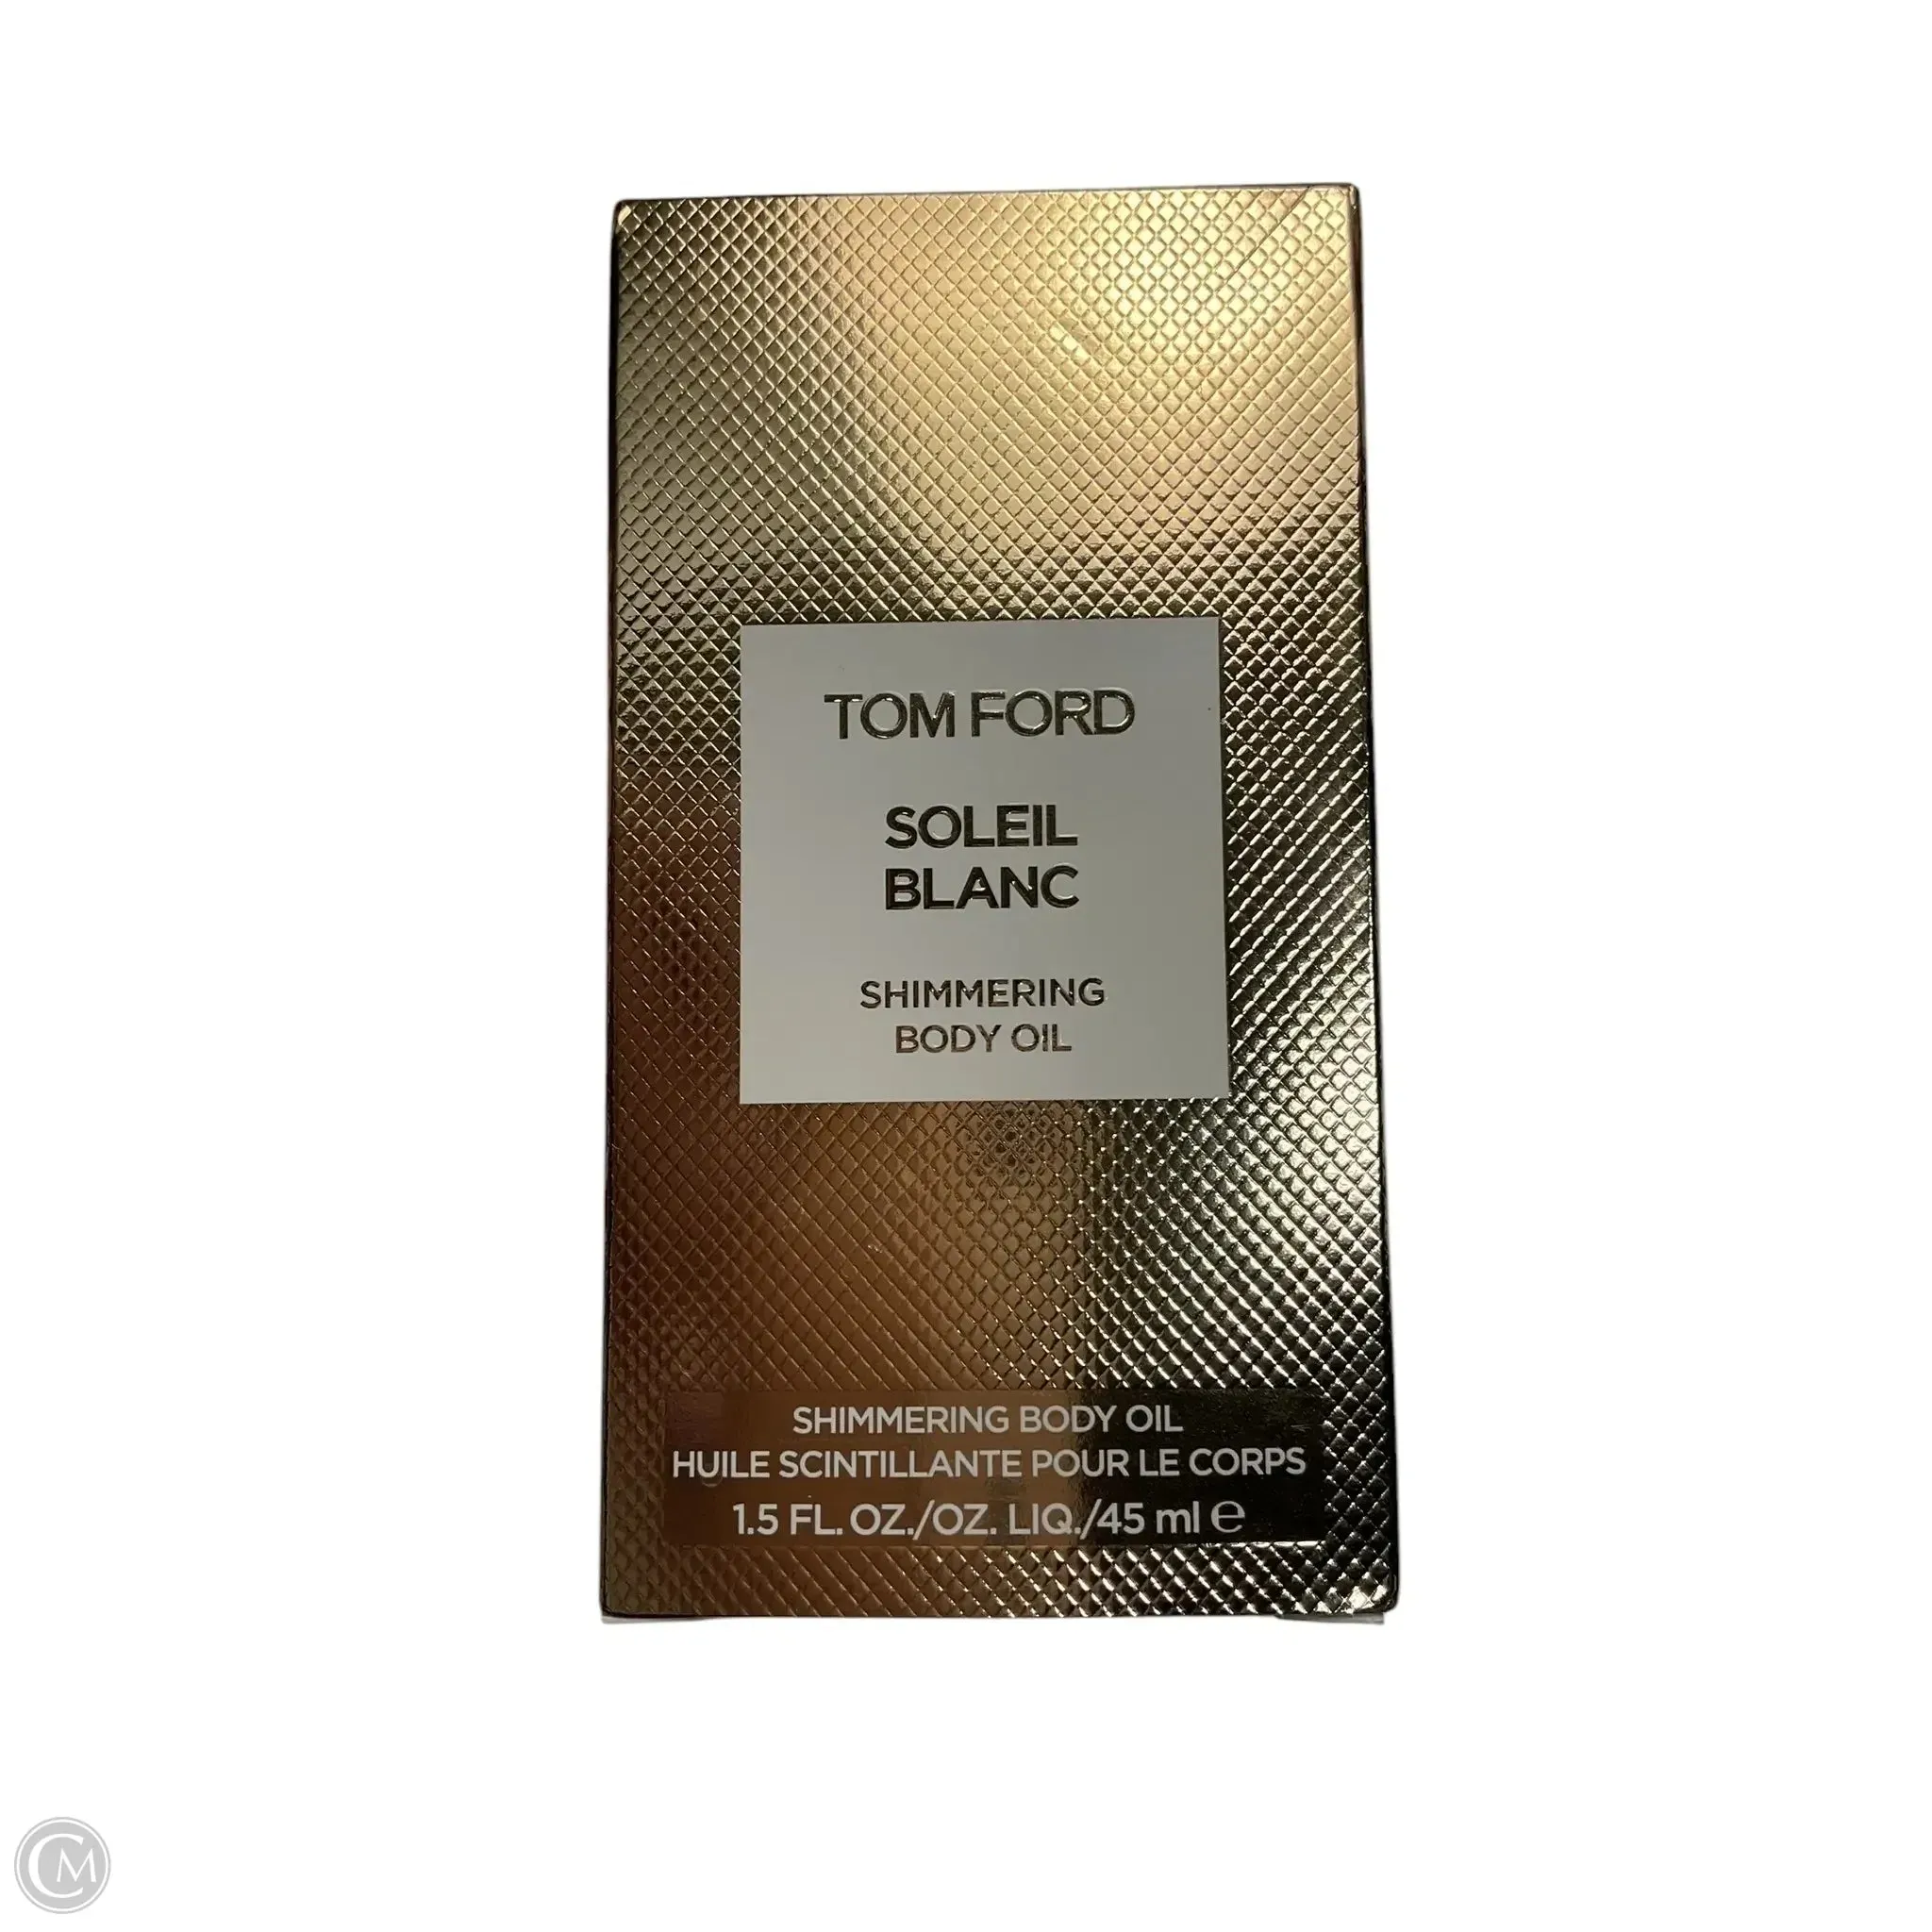 TOM FORD
SOLEIL
BLANC
SHIMMERING
BODY OIL
SHIMMERING BODY OIL
HUILE SCINTILLANTE POUR LE CORPS
1.5 FL. OZ./OZ. LIQ./45 ml ℮
CM